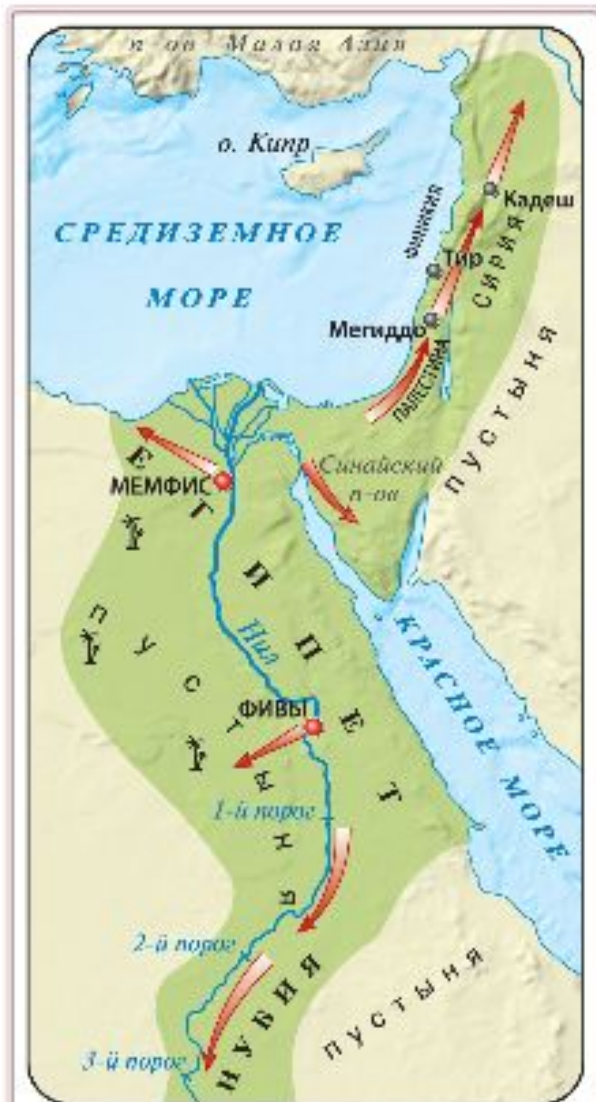 п-ов Малая Азия
о. Кипр
СРЕДИЗЕМНОЕ
МОРЕ
Кадеш
ФИНИКИЯ
Тир
СИРИЯ
Мегиддо
ПАЛЕСТИНА
ПУСТЫНЯ
Синайский
п-ов
МЕМФИС
ЕГИПЕТ
ПУСТЫНЯ
Нил
КРАСНОЕ МОРЕ
ФИВЫ
1-й порог
2-й порог
НУБИЯ
ПУСТЫНЯ
3-й порог